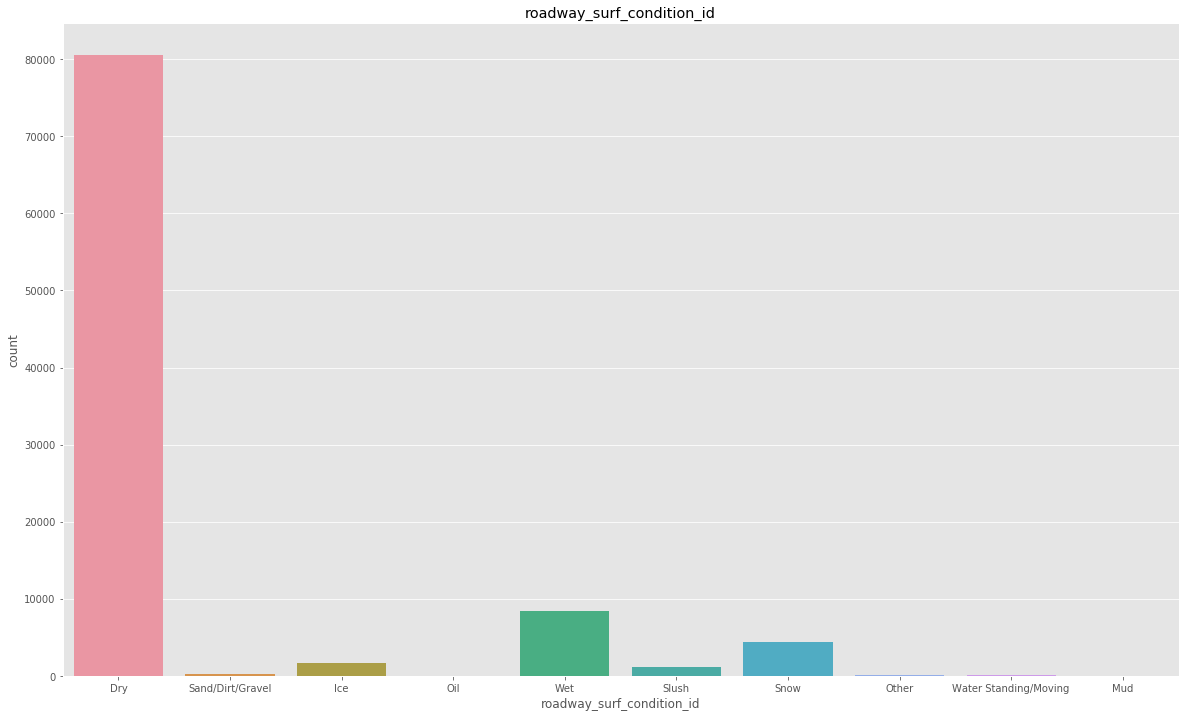 roadway_surf_condition_id
80000
70000
60000
50000
40000
30000
20000
10000
0
count
Dry Sand/Dirt/Gravel Ice Oil Wet Slush Snow Other Water Standing/Moving Mud
roadway_surf_condition_id